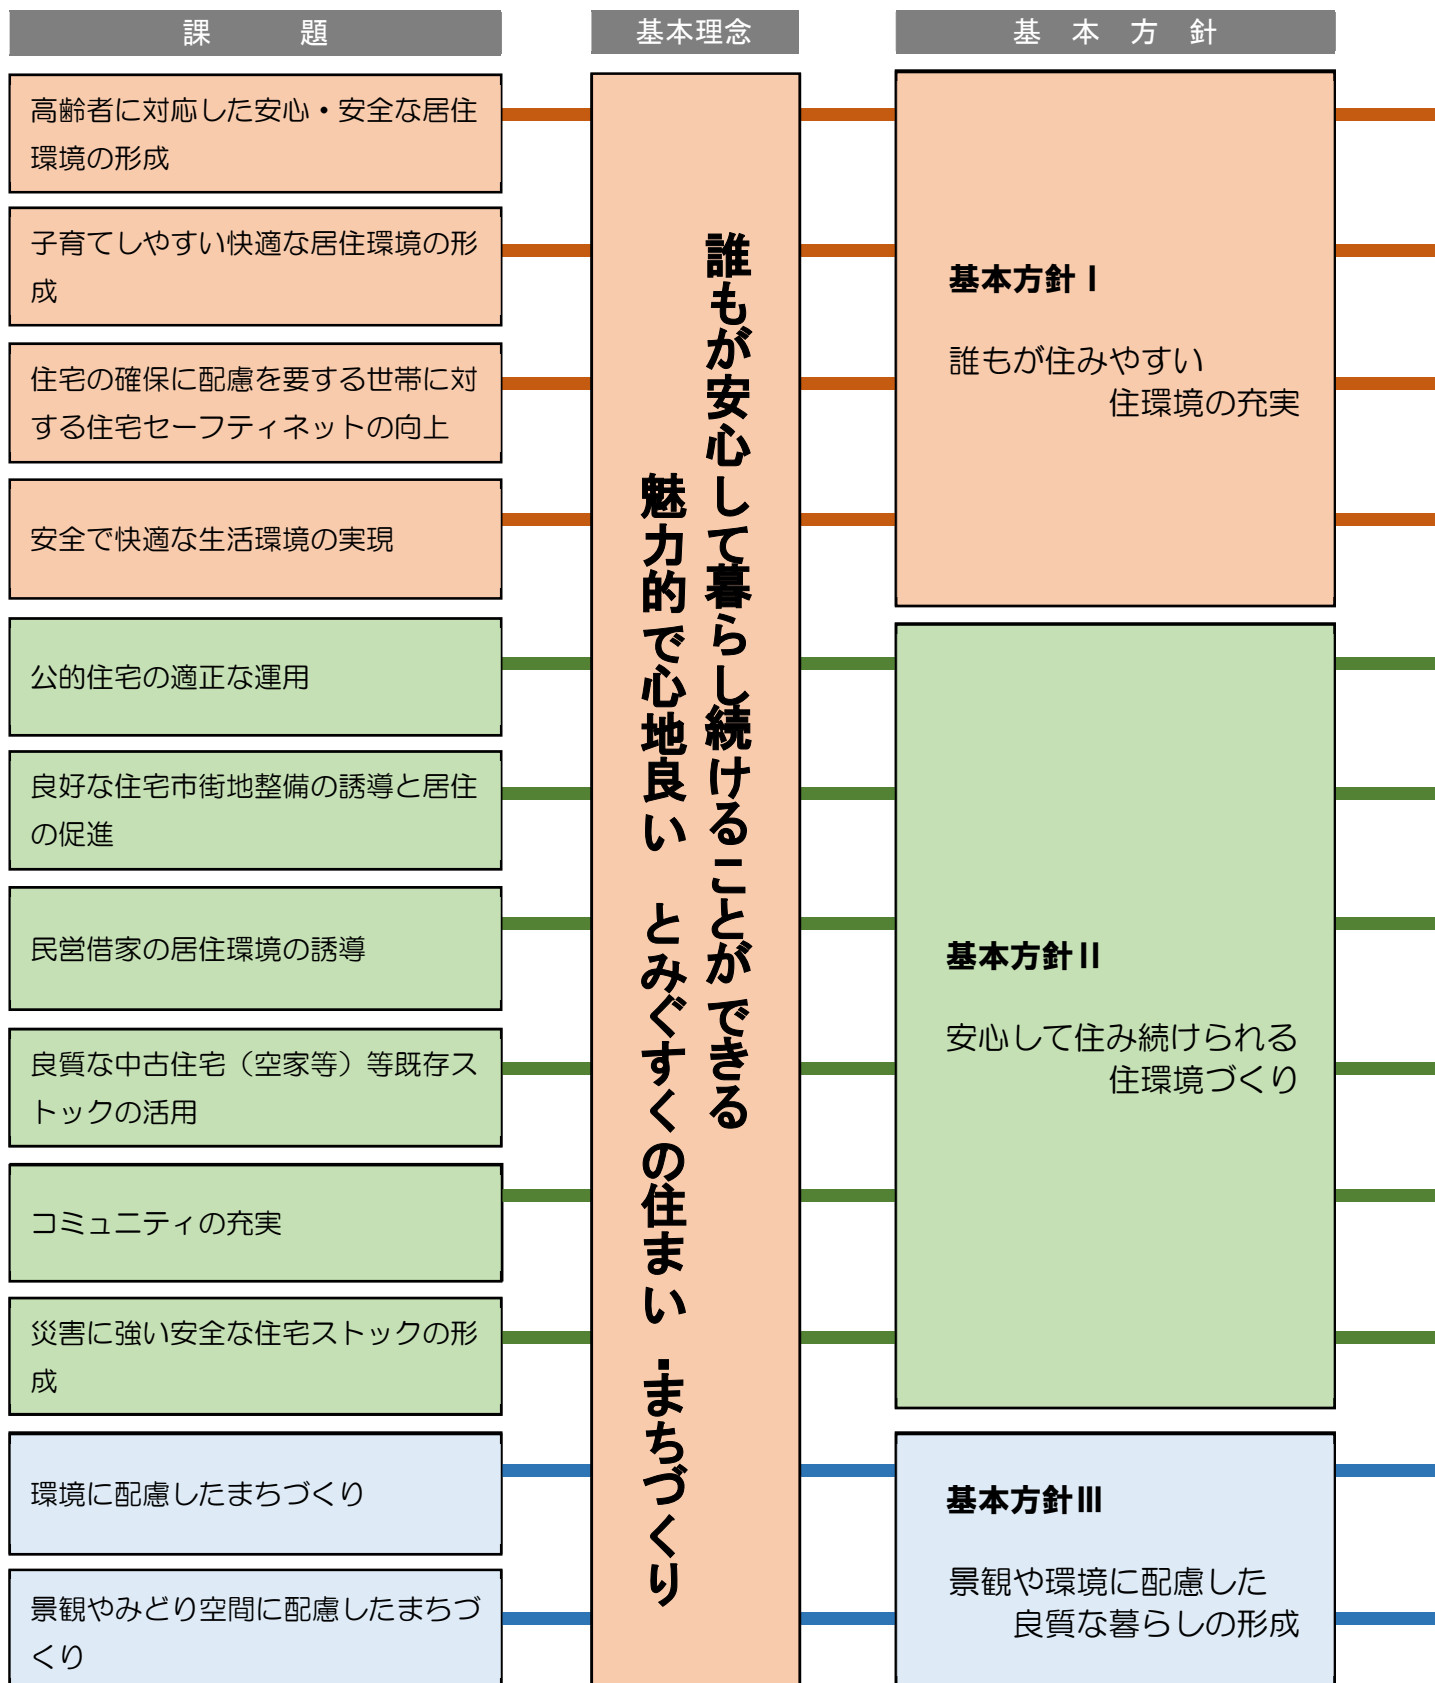 課題
基本理念
基本方針
高齢者に対応した安心・安全な居住
環境の形成
子育てしやすい快適な居住環境の形
成
住宅の確保に配慮を要する世帯に対
する住宅セーフティネットの向上
安全で快適な生活環境の実現
公的住宅の適正な運用
良好な住宅市街地整備の誘導と居住
の促進
民営借家の居住環境の誘導
良質な中古住宅（空家等）等既存ス
トックの活用
コミュニティの充実
災害に強い安全な住宅ストックの形
成
環境に配慮したまちづくり
景観やみどり空間に配慮したまちづ
くり
誰もが安心して暮らし続けることができる
魅力的で心地良い　とみぐすくの住まい・まちづくり
基本方針Ⅰ
誰もが住みやすい
住環境の充実
基本方針Ⅱ
安心して住み続けられる
住環境づくり
基本方針Ⅲ
景観や環境に配慮した
良質な暮らしの形成